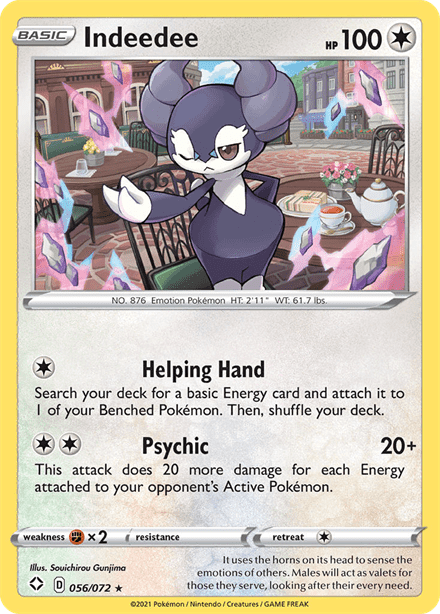 BASIC Indeedee HP 100
NO. 876 Emotion Pokémon HT: 2'11" WT: 61.7 lbs.
Helping Hand
Search your deck for a basic Energy card and attach it to
1 of your Benched Pokémon. Then, shuffle your deck.
Psychic 20+
This attack does 20 more damage for each Energy
attached to your opponent's Active Pokémon.
weakness ×2 resistance retreat
Illus. Souichirou Gunjima
It uses the horns on its head to sense the
emotions of others. Males will act as valets for
those they serve, looking after their every need.
D 056/072 ★
©2021 Pokémon / Nintendo / Creatures / GAME FREAK